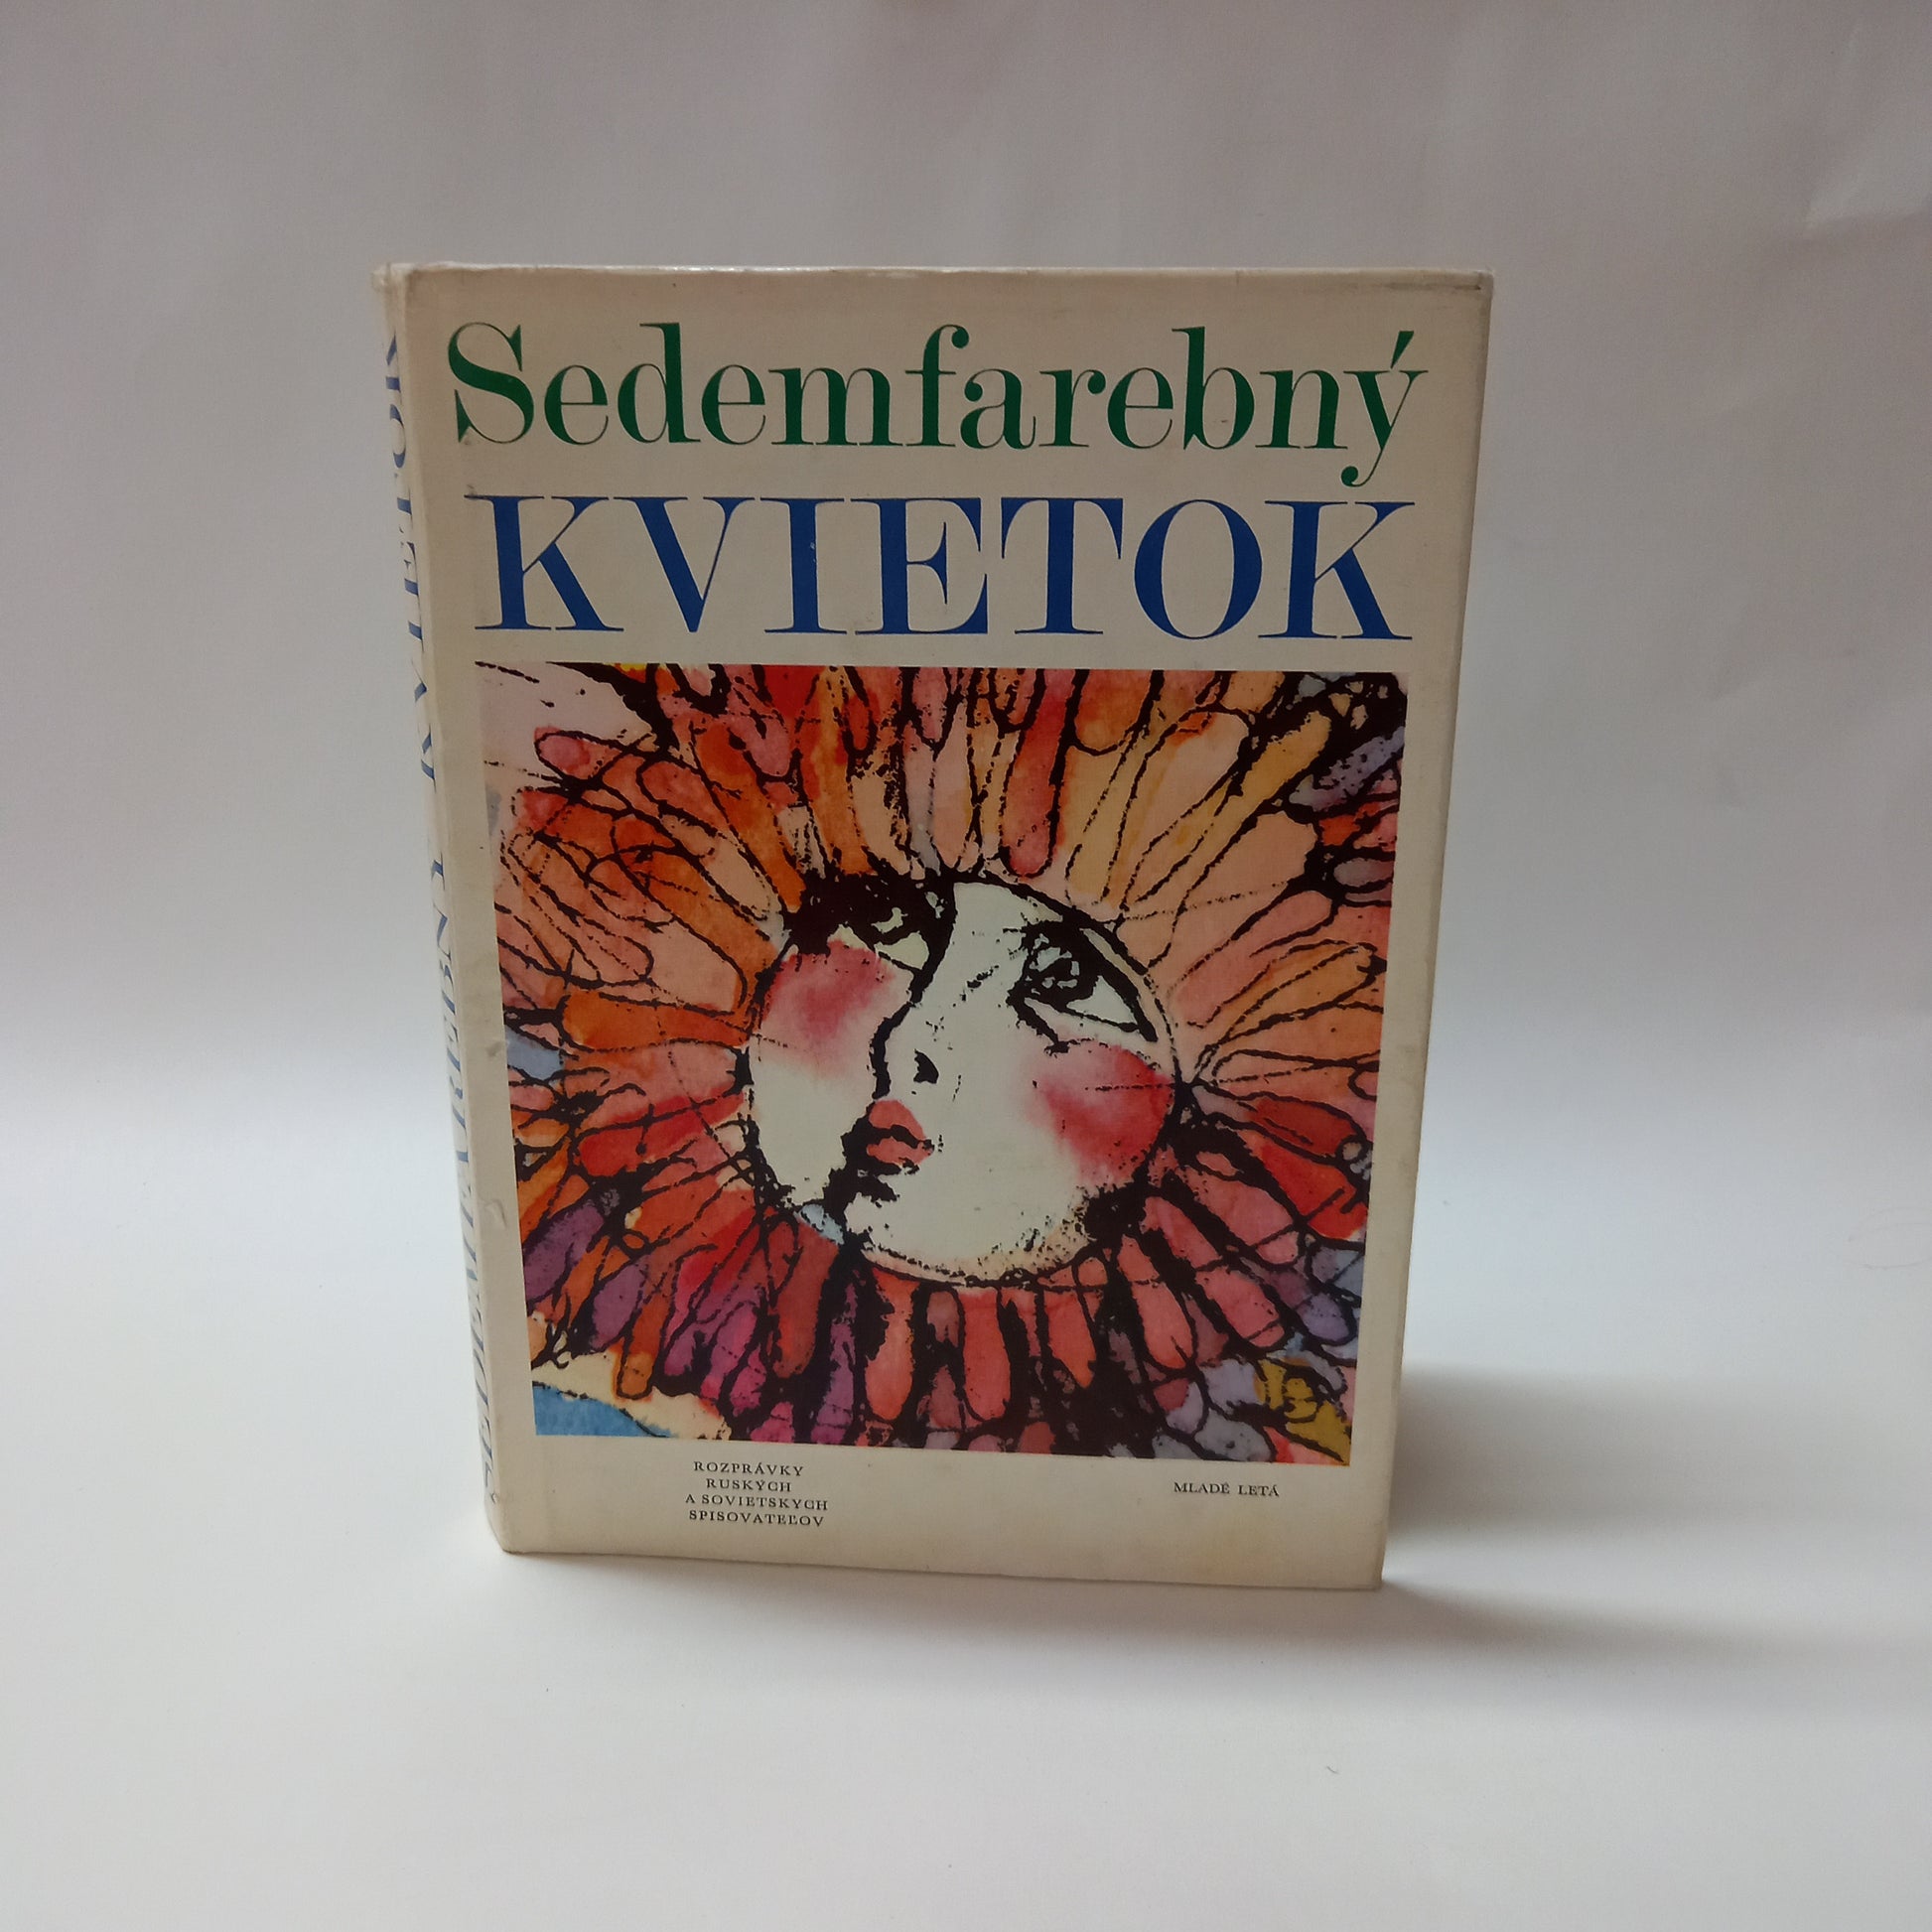 Sedemfarebný
KVIETOK
ROZPRÁVKY
RUSKÝCH
A SOVIETSKYCH
SPISOVATEĽOV
MLADÉ LETÁ
SEDEMFAREBNÝ KVIETOK